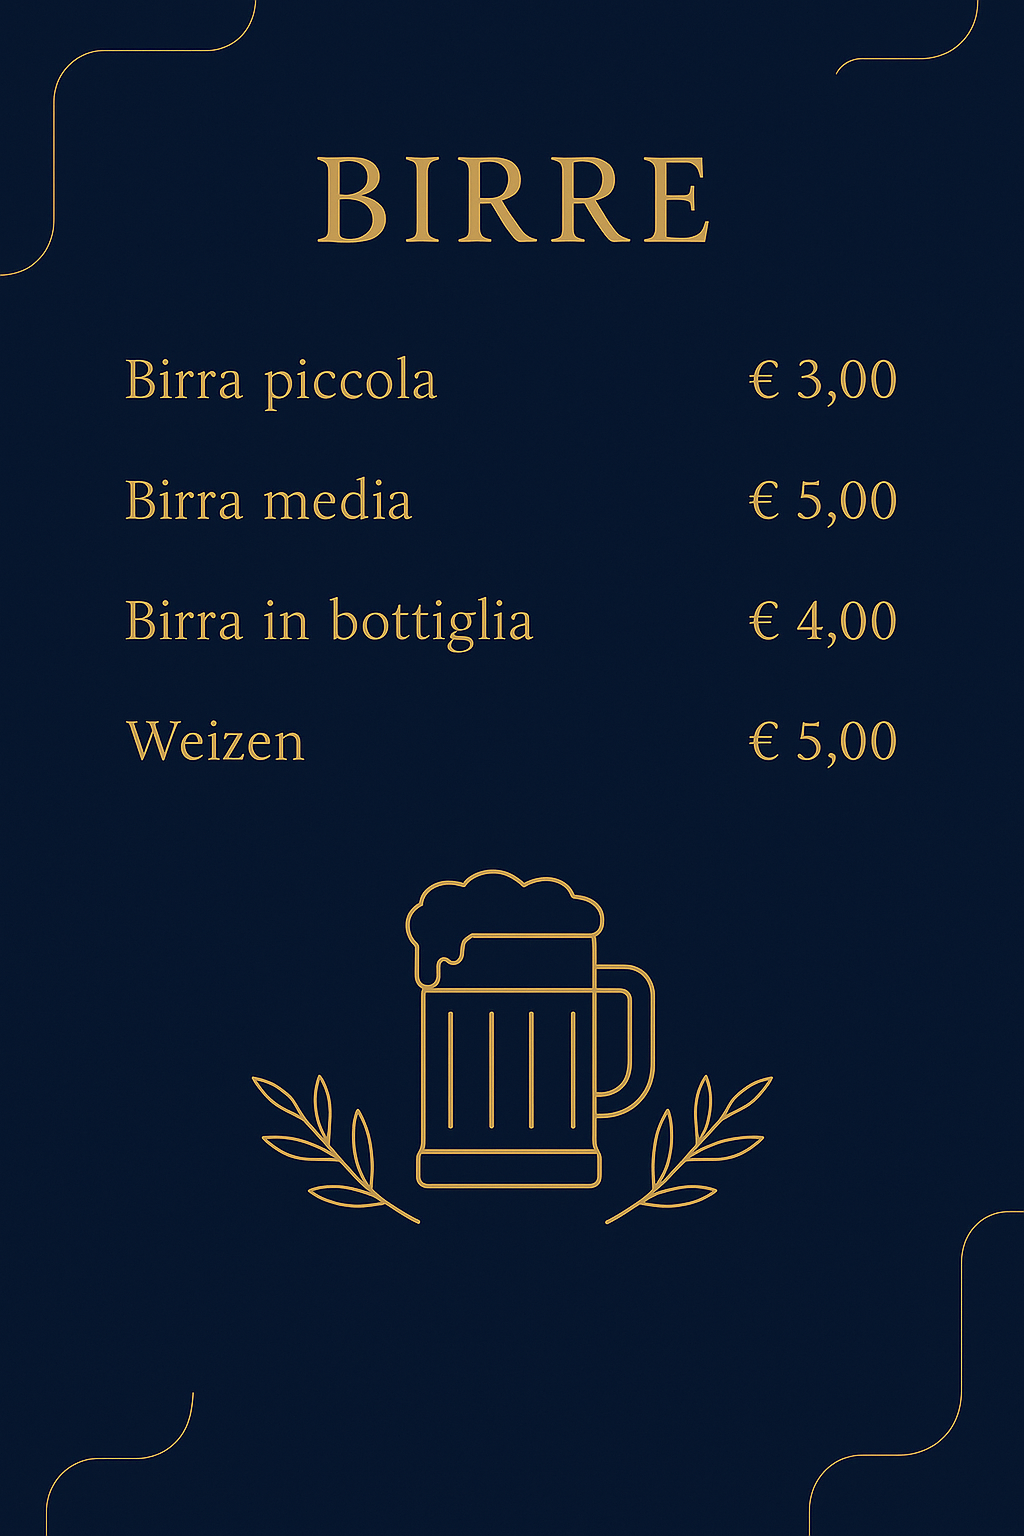 BIRRE
Birra piccola € 3,00
Birra media € 5,00
Birra in bottiglia € 4,00
Weizen € 5,00